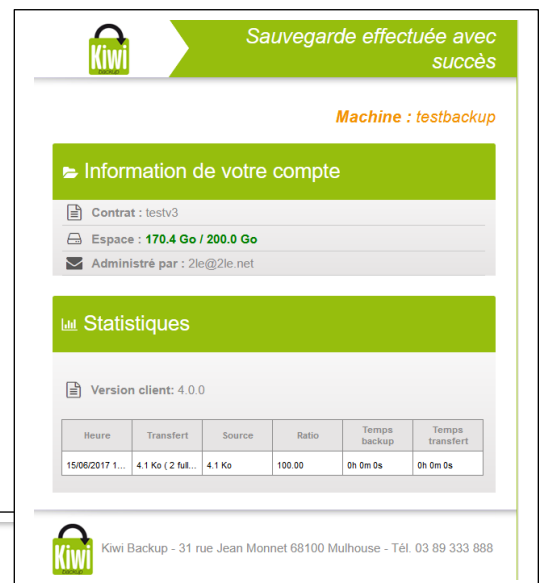 Kiwi
BACKUP
Sauvegarde effectuée avec
succès
Machine : testbackup
Information de votre compte
Contrat : testv3
Espace : 170.4 Go / 200.0 Go
Administré par : 2le@2le.net
Statistiques
Version client: 4.0.0
Heure Transfert Source Ratio Temps backup Temps transfert
15/06/2017 1... 4.1 Ko ( 2 full... 4.1 Ko 100.00 0h 0m 0s 0h 0m 0s
Kiwi
BACKUP
Kiwi Backup - 31 rue Jean Monnet 68100 Mulhouse - Tél. 03 89 333 888